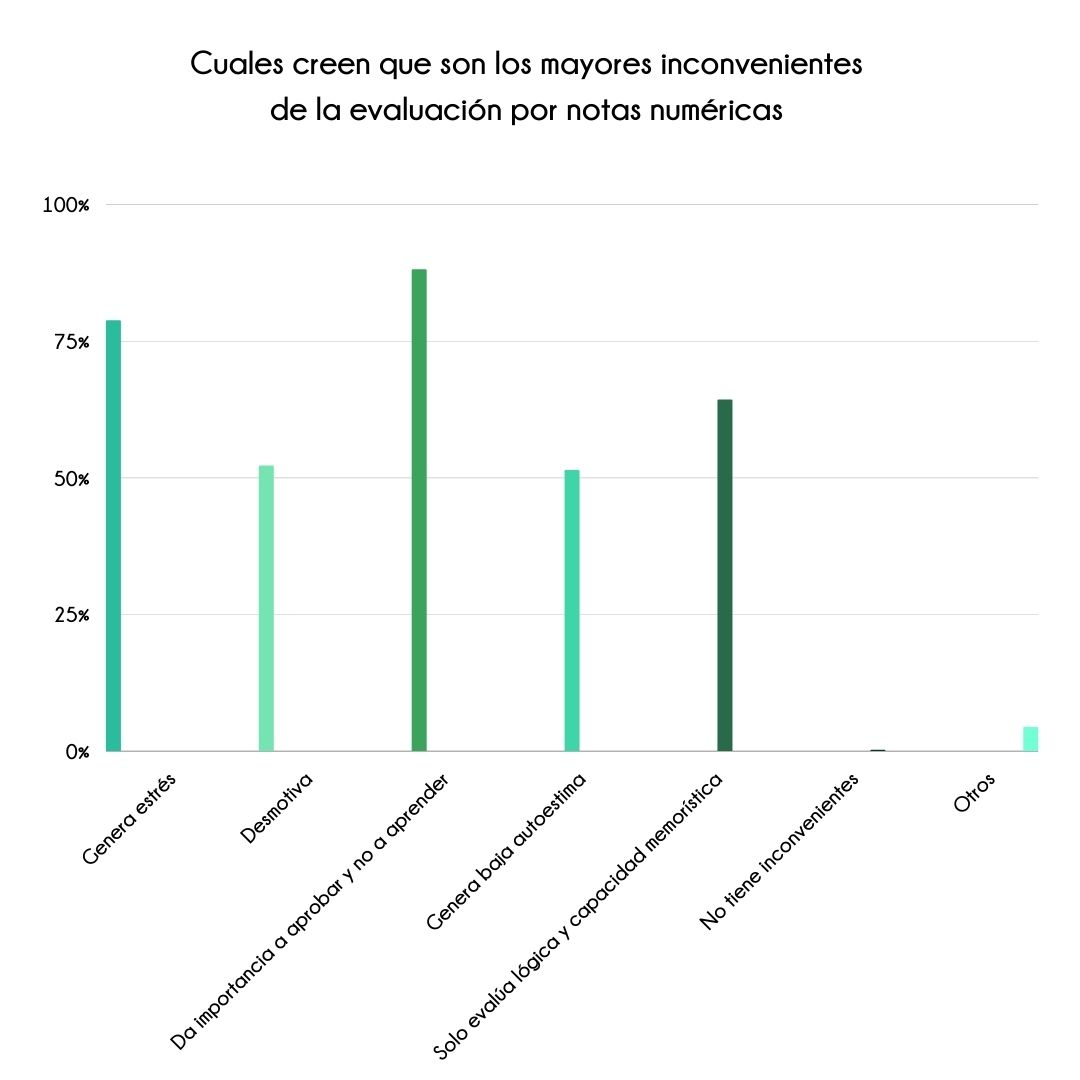 Cuales creen que son los mayores inconvenientes
de la evaluación por notas numéricas
100%
75%
50%
25%
0%
Genera estrés
Desmotiva
Da importancia a aprobar y no a aprender
Genera baja autoestima
Solo evalúa lógica y capacidad memorística
No tiene inconvenientes
Otros